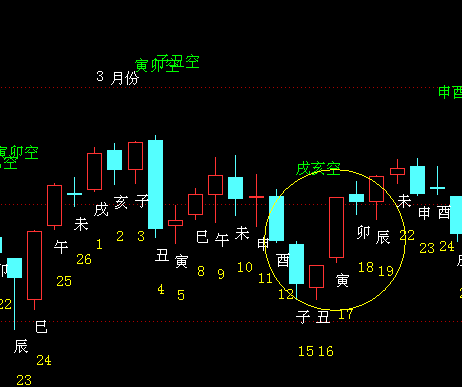 子丑空
寅卯空
3 月份
申酉
寅卯空
空
戌亥空
戌
亥
子
未
午
丑
寅
巳
午
未
申
酉
卯
辰
未
申
酉
戌
寅
子
丑
卯
巳
辰
1
2
3
4
5
8
9
10
11
12
15
16
17
18
19
22
23
24
22
23
24
25
26